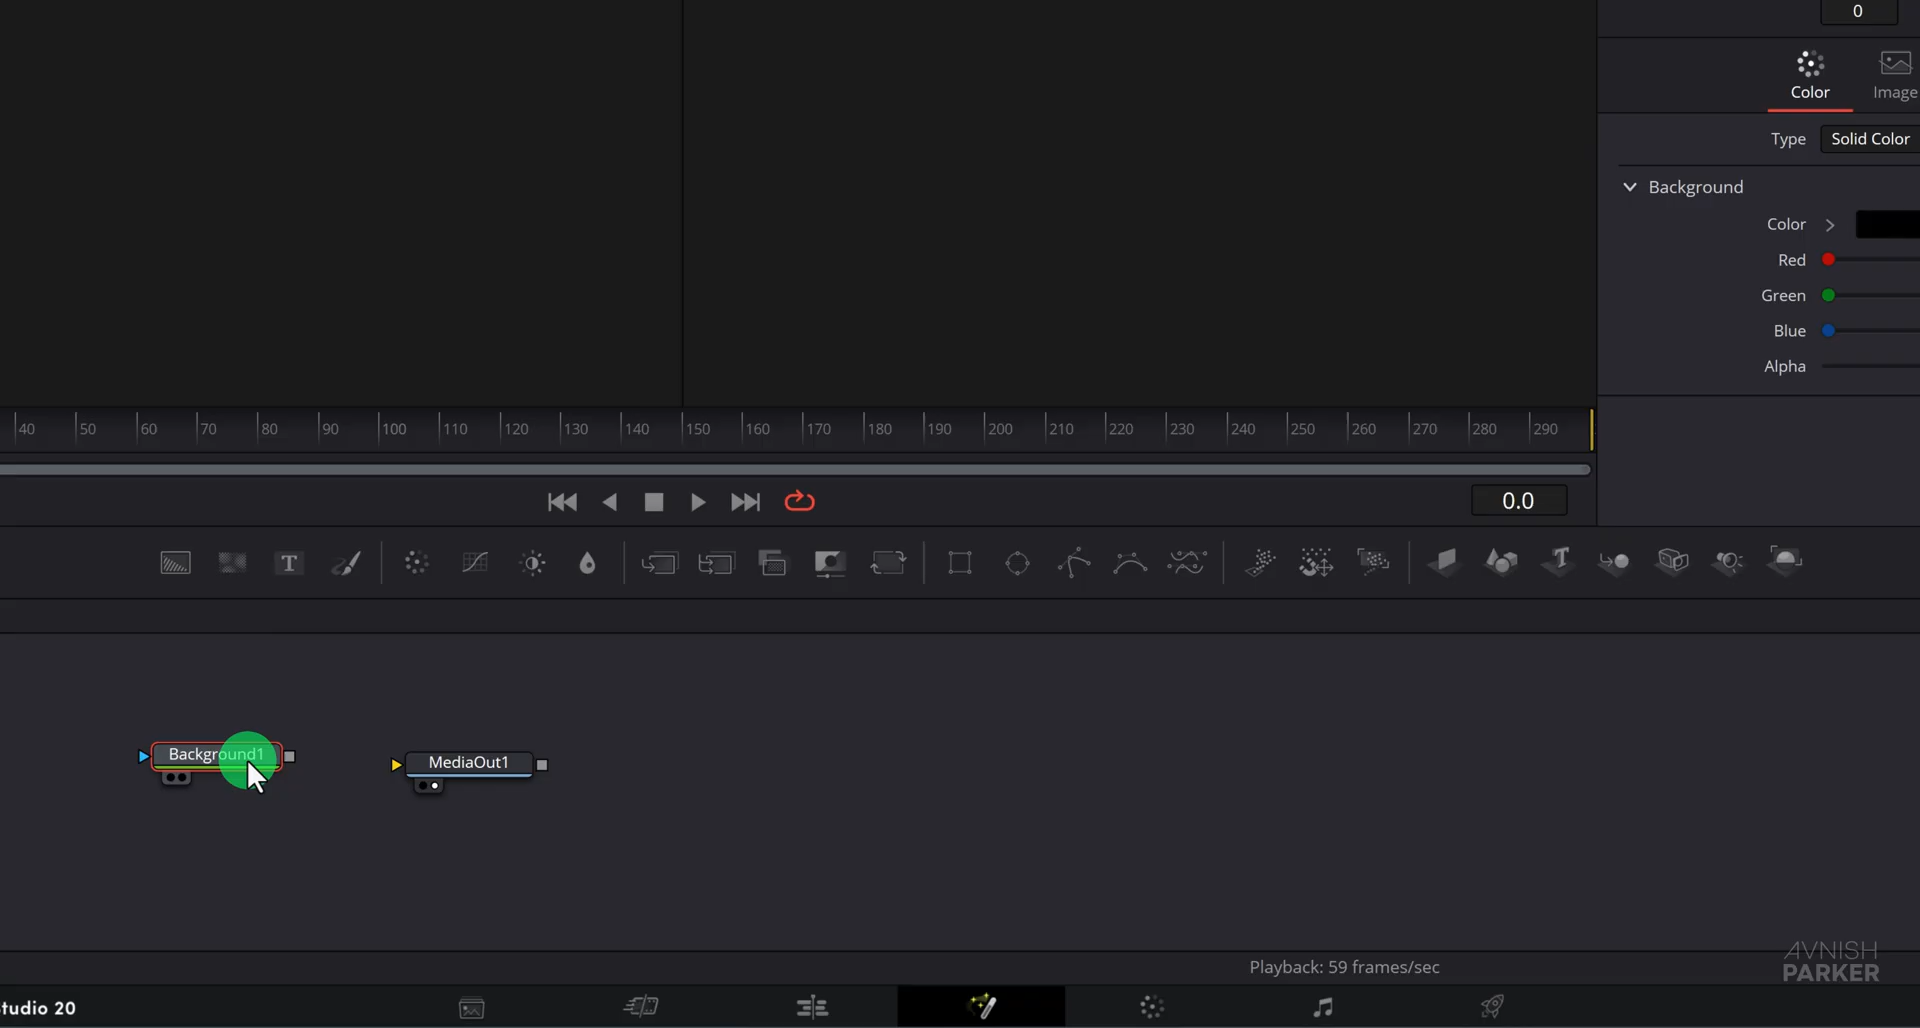 0
Color
Image
Type
Solid Color
Background
Color
Red
Green
Blue
Alpha
40 50 60 70 80 90 100 110 120 130 140 150 160 170 180 190 200 210 220 230 240 250 260 270 280 290
0.0
T
Background1
MediaOut1
Playback: 59 frames/sec
AVNISH
PARKER
tudio 20